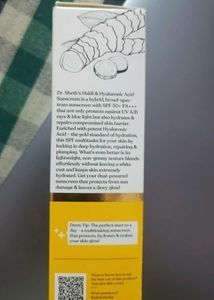 Dr. Sheth's Haldi & Hyaluronic Acid
Sunscreen is a hybrid, broad-spec-
trum sunscreen with SPF 50+ PA+++
that not only protects against UV A/B
rays & blue light but also hydrates &
repairs compromised skin barrier.
Enriched with potent Hyaluronic
Acid - the gold standard of hydration,
this SPF multitasks for your skin by
locking in deep hydration, repairing &
plumping. What's even better is its
lightweight, non-greasy texture blends
effortlessly without leaving a white
cast and keeps skin extremely
hydrated. Get your dual-powered
sunscreen that protects from sun
damage & leaves a dewy glow!
Derm Tip: The perfect start to a
day - a multitasking sunscreen
that protects, hydrates & makes
your skin glow!